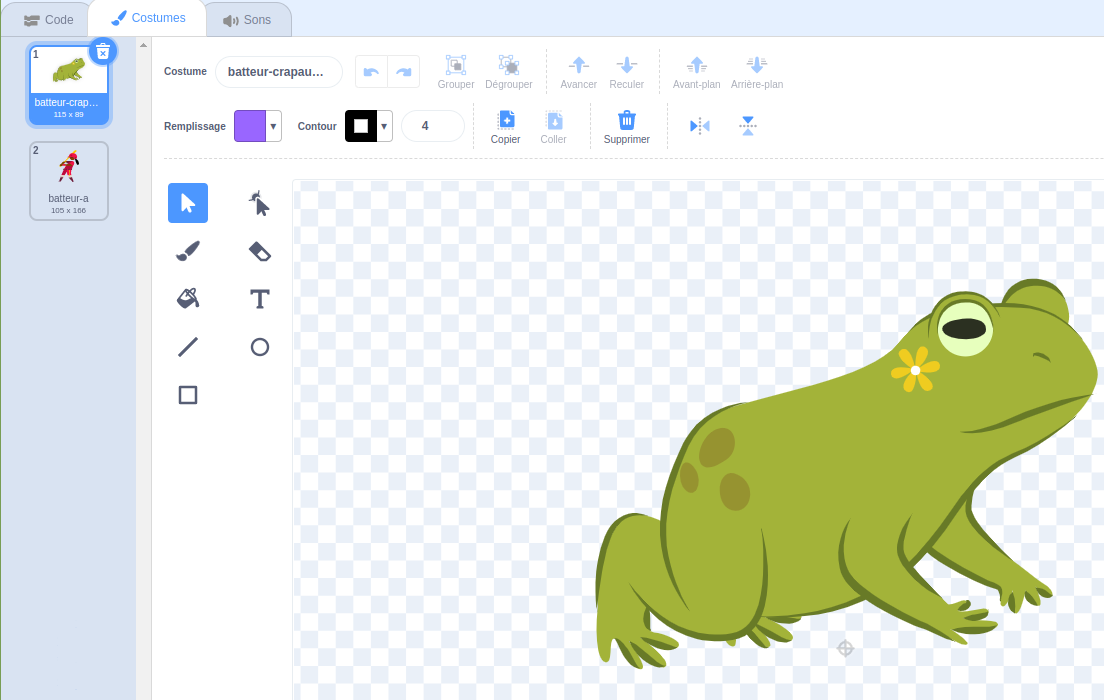 Code
Costumes
Sons
1
batteur-crap...
115 x 89
2
batteur-a
105 x 166
Costume
batteur-crapau...
Grouper
Dégrouper
Avancer
Reculer
Avant-plan
Arrière-plan
Remplissage
Contour
4
Copier
Coller
Supprimer